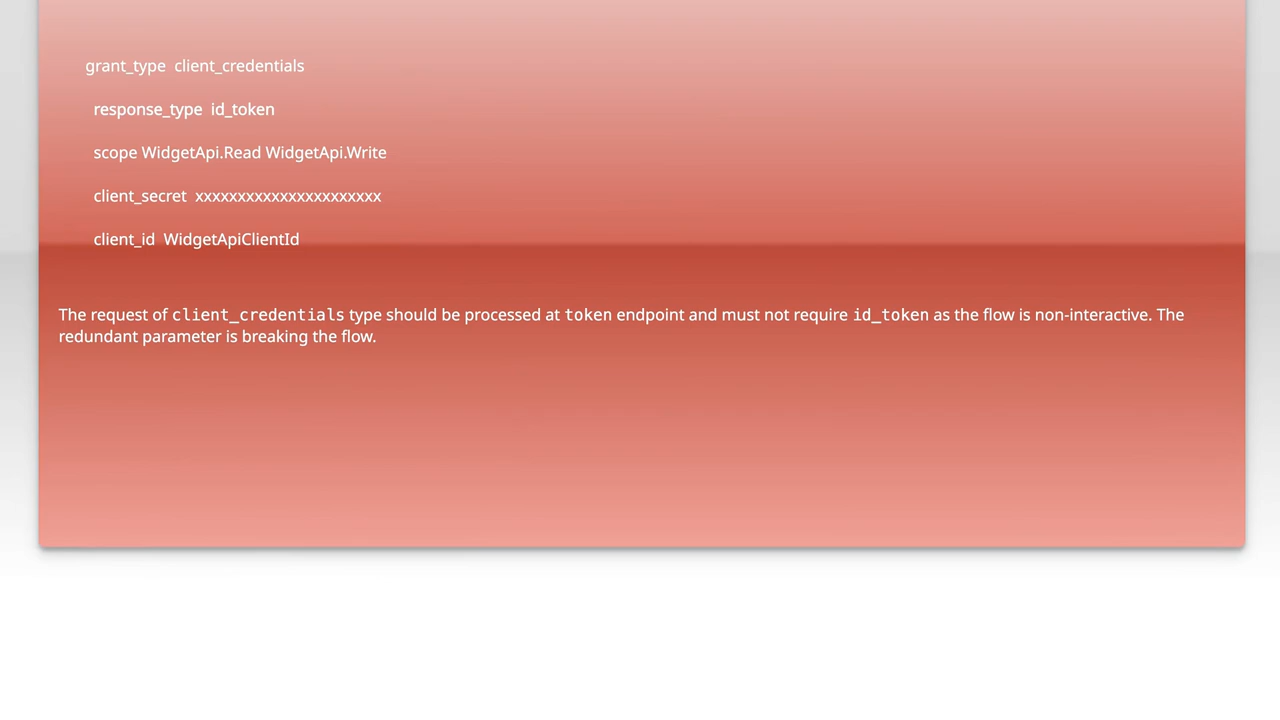 grant_type client_credentials
response_type id_token
scope WidgetApi.Read WidgetApi.Write
client_secret xxxxxxxxxxxxxxxxxxxxxx
client_id WidgetApiClientId
The request of client_credentials type should be processed at token endpoint and must not require id_token as the flow is non-interactive. The
redundant parameter is breaking the flow.